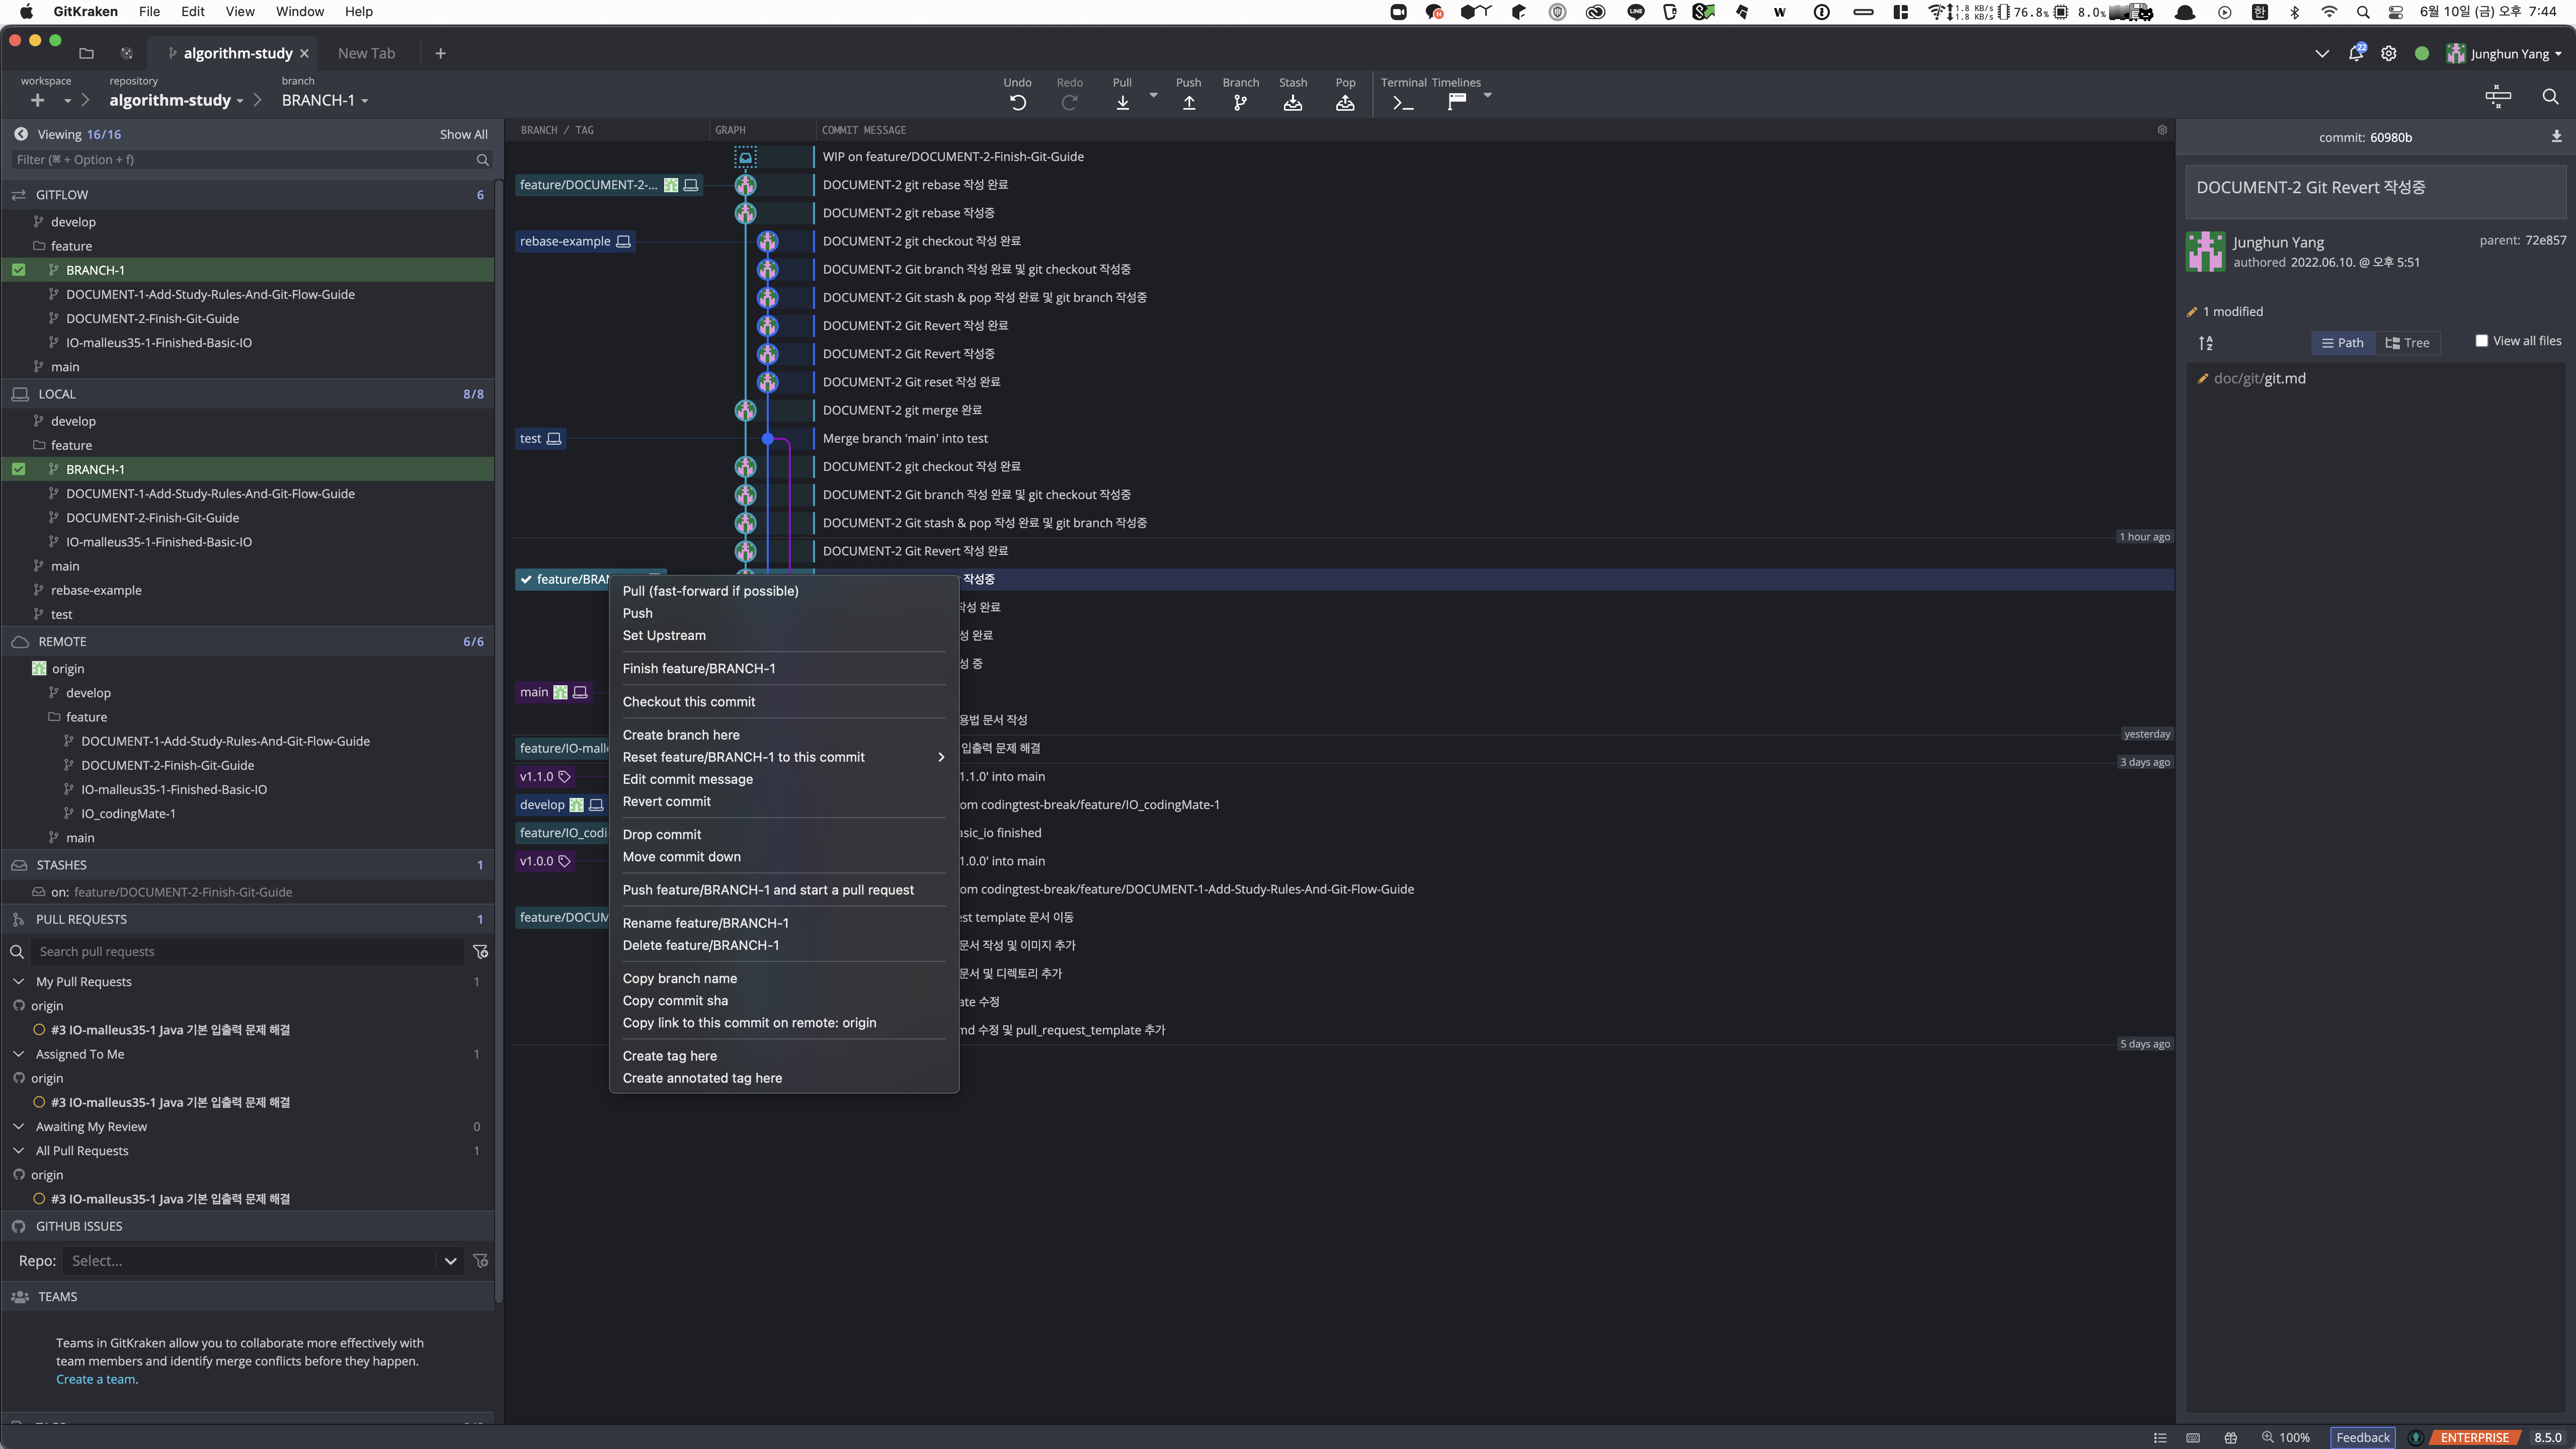 GitKraken File Edit View Window Help
1.8 KB/s
1.8 KB/s
76.8%
8.0%
6월 10일 (금) 오후 7:44
algorithm-study
New Tab
22
Junghun Yang
workspace
repository
algorithm-study
branch
BRANCH-1
Undo
Redo
Pull
Push
Branch
Stash
Pop
Terminal
Timelines
Viewing 16/16
Show All
Filter (⌘ + Option + f)
GITFLOW 6
develop
feature
BRANCH-1
DOCUMENT-1-Add-Study-Rules-And-Git-Flow-Guide
DOCUMENT-2-Finish-Git-Guide
IO-malleus35-1-Finished-Basic-IO
main
LOCAL 8/8
develop
feature
BRANCH-1
DOCUMENT-1-Add-Study-Rules-And-Git-Flow-Guide
DOCUMENT-2-Finish-Git-Guide
IO-malleus35-1-Finished-Basic-IO
main
rebase-example
test
REMOTE 6/6
origin
develop
feature
DOCUMENT-1-Add-Study-Rules-And-Git-Flow-Guide
DOCUMENT-2-Finish-Git-Guide
IO-malleus35-1-Finished-Basic-IO
IO_codingMate-1
main
STASHES 1
on: feature/DOCUMENT-2-Finish-Git-Guide
PULL REQUESTS 1
Search pull requests
My Pull Requests 1
origin
#3 IO-malleus35-1 Java 기본 입출력 문제 해결
Assigned To Me 1
origin
#3 IO-malleus35-1 Java 기본 입출력 문제 해결
Awaiting My Review 0
All Pull Requests 1
origin
#3 IO-malleus35-1 Java 기본 입출력 문제 해결
GITHUB ISSUES
Repo: Select...
TEAMS
Teams in GitKraken allow you to collaborate more effectively with
team members and identify merge conflicts before they happen.
Create a team.
BRANCH / TAG
GRAPH
COMMIT MESSAGE
WIP on feature/DOCUMENT-2-Finish-Git-Guide
feature/DOCUMENT-2-... DOCUMENT-2 git rebase 작성 완료
DOCUMENT-2 git rebase 작성중
rebase-example DOCUMENT-2 git checkout 작성 완료
DOCUMENT-2 Git branch 작성 완료 및 git checkout 작성중
DOCUMENT-2 Git stash & pop 작성 완료 및 git branch 작성중
DOCUMENT-2 Git Revert 작성 완료
DOCUMENT-2 Git Revert 작성중
DOCUMENT-2 Git reset 작성 완료
DOCUMENT-2 git merge 완료
test Merge branch 'main' into test
DOCUMENT-2 git checkout 작성 완료
DOCUMENT-2 Git branch 작성 완료 및 git checkout 작성중
DOCUMENT-2 Git stash & pop 작성 완료 및 git branch 작성중
1 hour ago
DOCUMENT-2 Git Revert 작성 완료
feature/BRAN 작성중
작성 완료
성 완료
성 중
main
용법 문서 작성
yesterday
feature/IO-malle 입출력 문제 해결
3 days ago
v1.1.0 1.1.0' into main
develop om codingtest-break/feature/IO_codingMate-1
feature/IO_codi asic_io finished
v1.0.0 1.0.0' into main
om codingtest-break/feature/DOCUMENT-1-Add-Study-Rules-And-Git-Flow-Guide
feature/DOCUM est template 문서 이동
문서 작성 및 이미지 추가
문서 및 디렉토리 추가
ate 수정
md 수정 및 pull_request_template 추가
5 days ago
Pull (fast-forward if possible)
Push
Set Upstream
Finish feature/BRANCH-1
Checkout this commit
Create branch here
Reset feature/BRANCH-1 to this commit
Edit commit message
Revert commit
Drop commit
Move commit down
Push feature/BRANCH-1 and start a pull request
Rename feature/BRANCH-1
Delete feature/BRANCH-1
Copy branch name
Copy commit sha
Copy link to this commit on remote: origin
Create tag here
Create annotated tag here
commit: 60980b
DOCUMENT-2 Git Revert 작성중
Junghun Yang
parent: 72e857
authored 2022.06.10. @ 오후 5:51
1 modified
Path
Tree
View all files
doc/git/git.md
100%
Feedback
ENTERPRISE
8.5.0